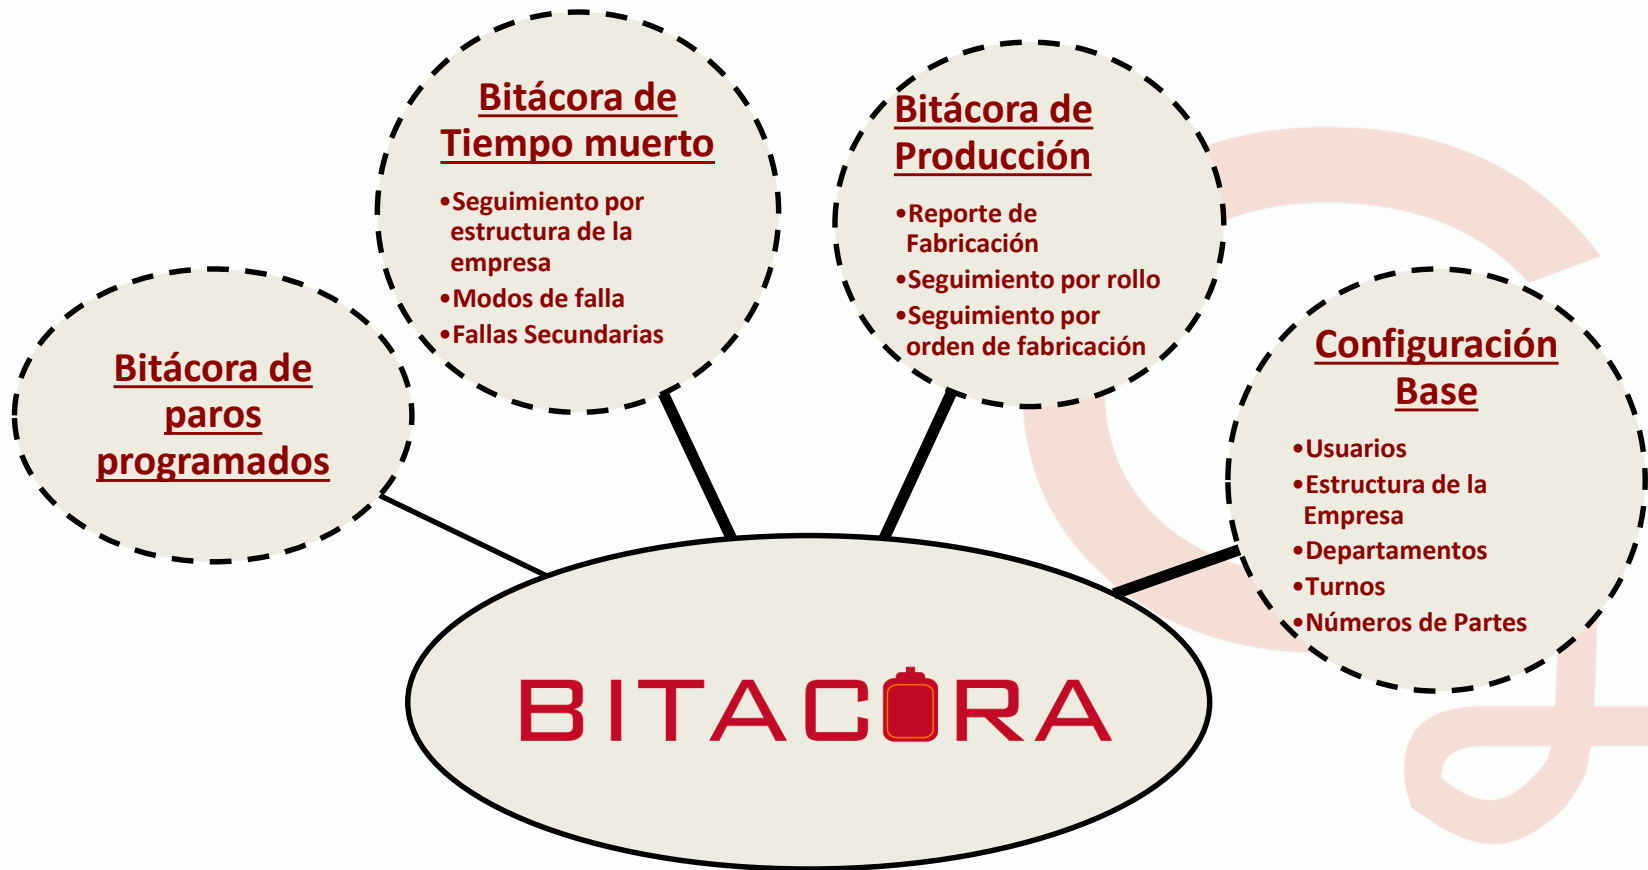 Bitácora de
Tiempo muerto
•Seguimiento por
estructura de la
empresa
•Modos de falla
•Fallas Secundarias
Bitácora de
Producción
•Reporte de
Fabricación
•Seguimiento por rollo
•Seguimiento por
orden de fabricación
Bitácora de
paros
programados
Configuración
Base
•Usuarios
•Estructura de la
Empresa
•Departamentos
•Turnos
•Números de Partes
BITACORA